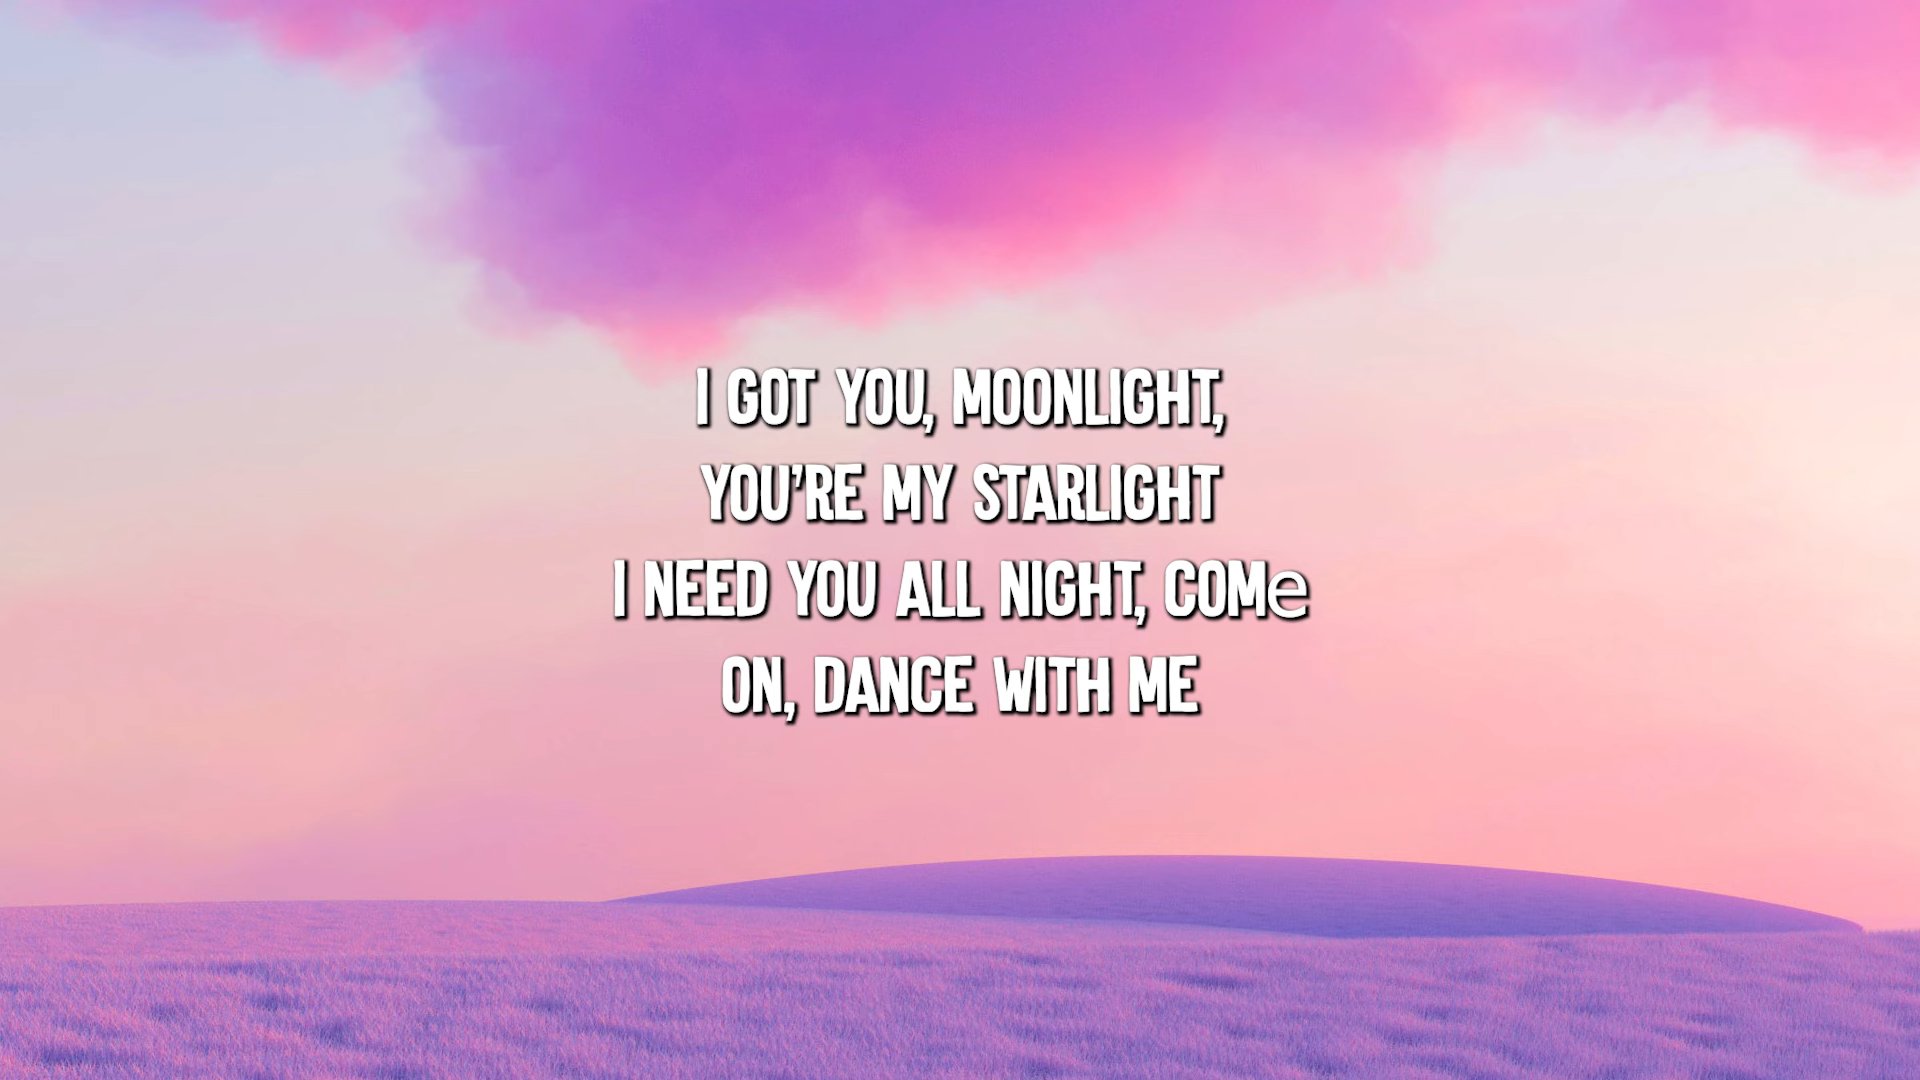 I GOT YOU, MOONLIGHT,
YOU'RE MY STARLIGHT
I NEED YOU ALL NIGHT, COMe
ON, DANCE WITH ME